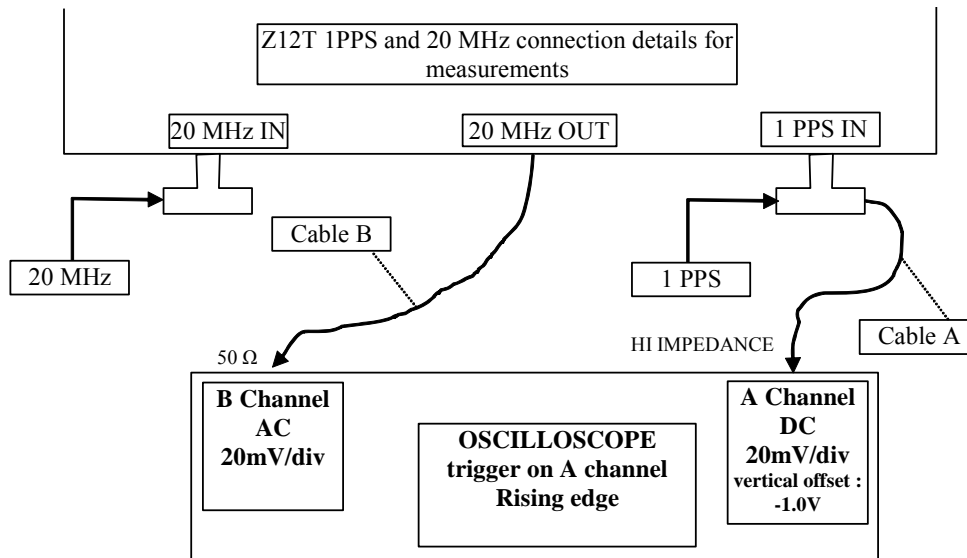 Z12T 1PPS and 20 MHz connection details for
measurements
20 MHz IN
20 MHz OUT
1 PPS IN
Cable B
20 MHz
1 PPS
Cable A
50 Ω
HI IMPEDANCE
B Channel
AC
20mV/div
OSCILLOSCOPE
trigger on A channel
Rising edge
A Channel
DC
20mV/div
vertical offset :
-1.0V